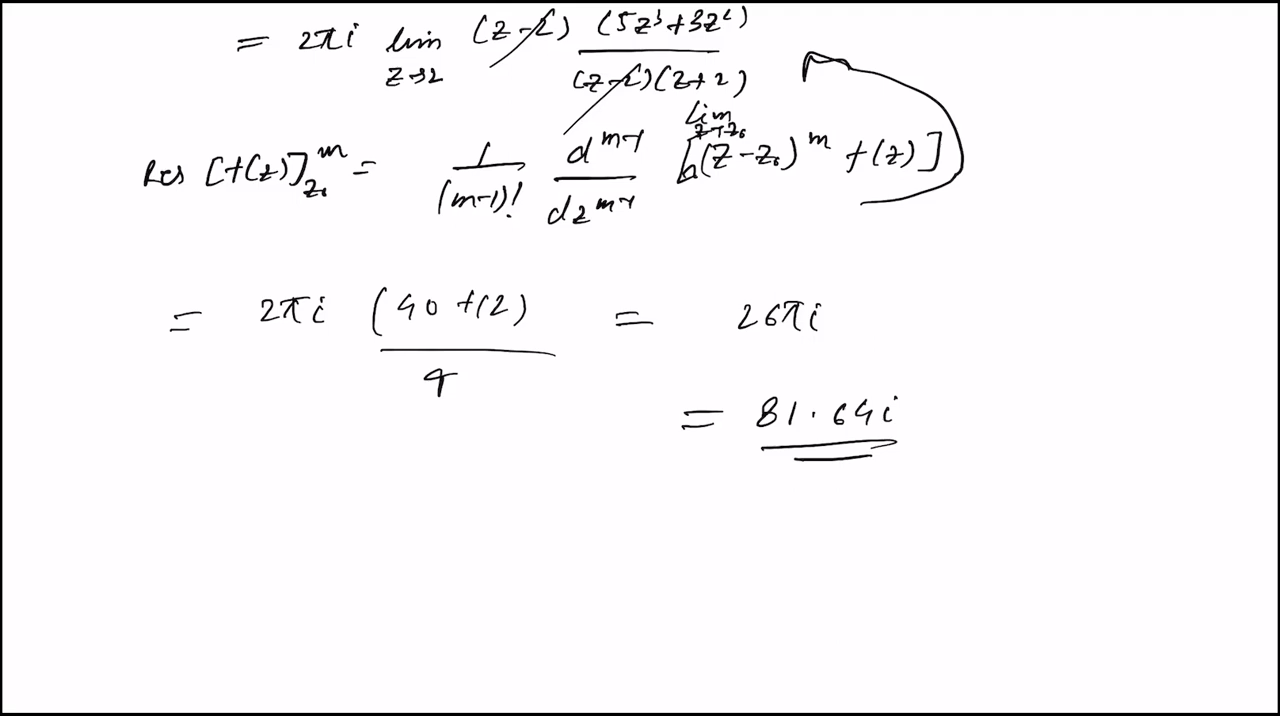 = 2πi lim z→2 (z-2) (5z³+3z²) / (z-2)(z+2)
Res [f(z)]ᵐ z₀ = 1/(m-1)! dᵐ⁻¹/dzᵐ⁻¹ lim z→z₀ [(z-z₀)ᵐ f(z)]
= 2πi (40+12) / 4 = 26πi
= 81.64i